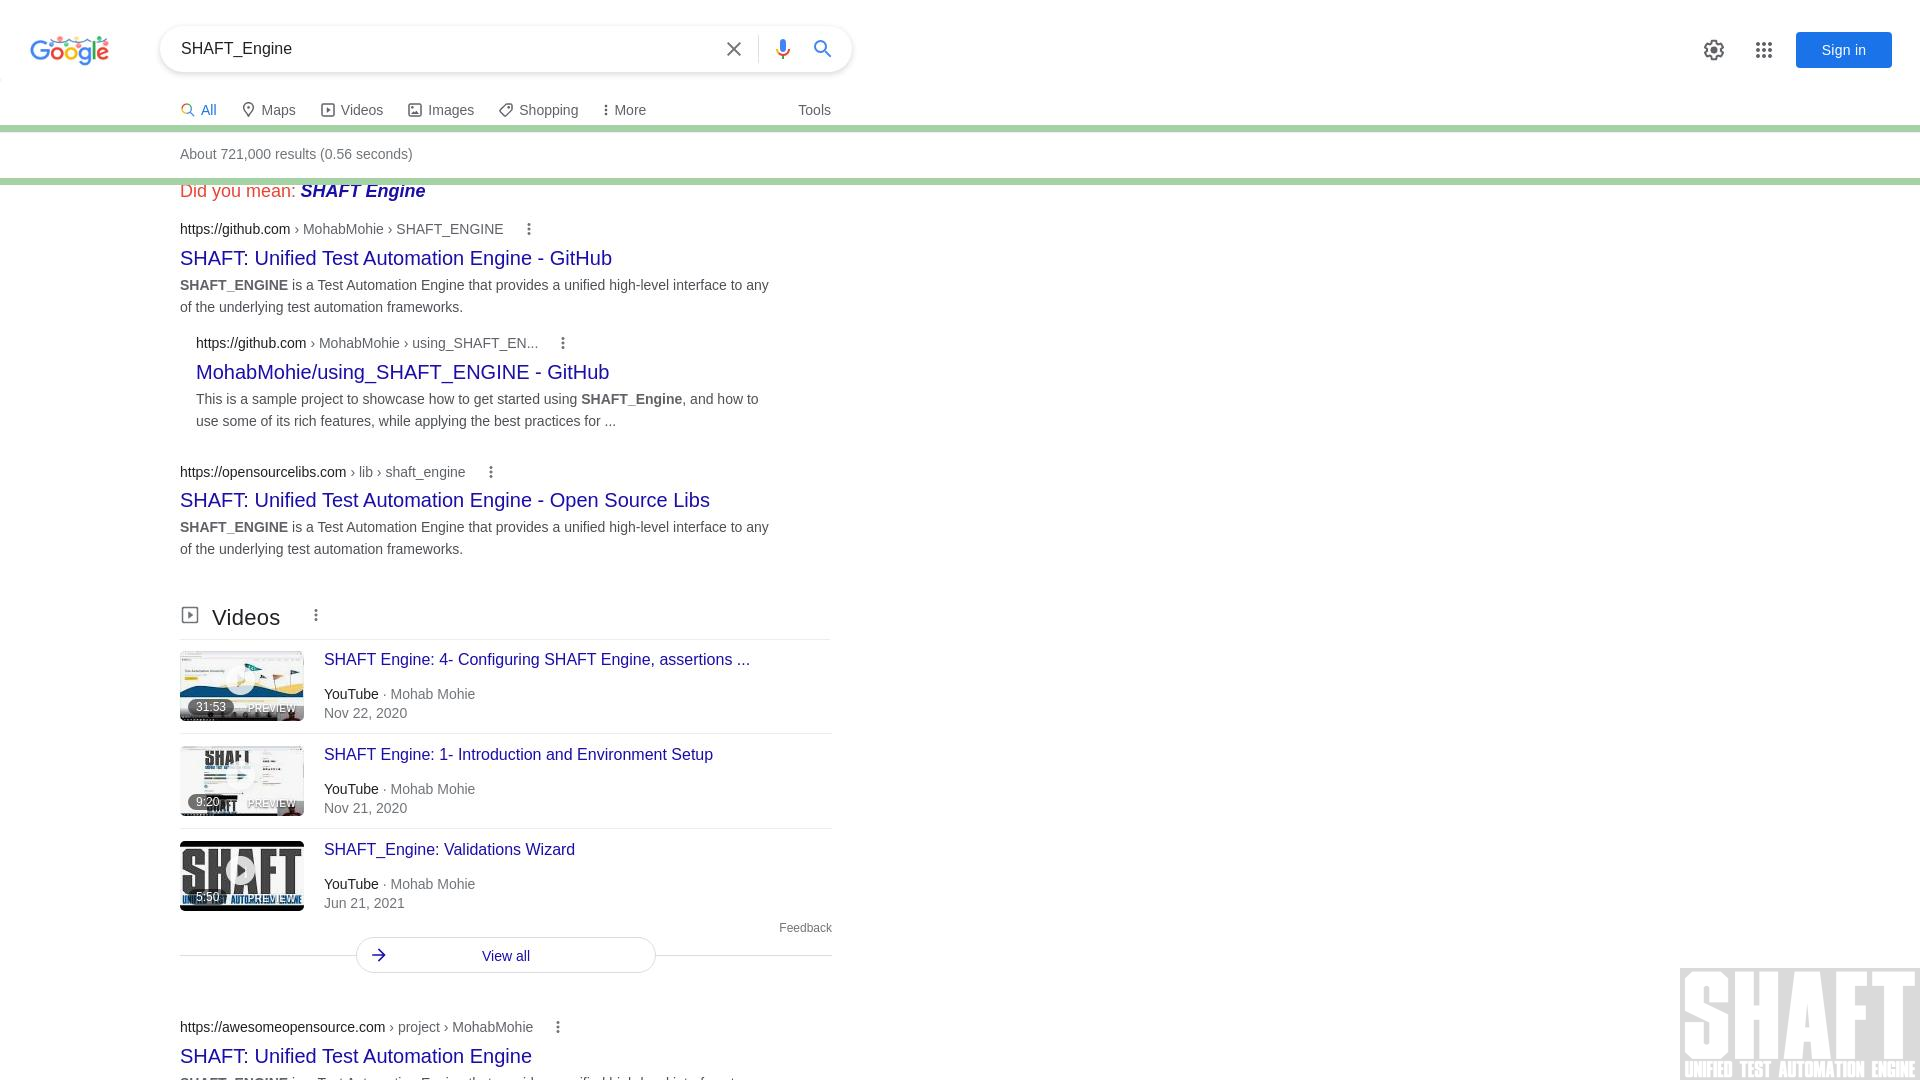 Google
SHAFT_Engine
Sign in
All
Maps
Videos
Images
Shopping
More
Tools
About 721,000 results (0.56 seconds)
Did you mean: SHAFT Engine
https://github.com › MohabMohie › SHAFT_ENGINE
SHAFT: Unified Test Automation Engine - GitHub
SHAFT_ENGINE is a Test Automation Engine that provides a unified high-level interface to any
of the underlying test automation frameworks.
https://github.com › MohabMohie › using_SHAFT_EN...
MohabMohie/using_SHAFT_ENGINE - GitHub
This is a sample project to showcase how to get started using SHAFT_Engine, and how to
use some of its rich features, while applying the best practices for ...
https://opensourcelibs.com › lib › shaft_engine
SHAFT: Unified Test Automation Engine - Open Source Libs
SHAFT_ENGINE is a Test Automation Engine that provides a unified high-level interface to any
of the underlying test automation frameworks.
Videos
31:53
PREVIEW
SHAFT Engine: 4- Configuring SHAFT Engine, assertions ...
YouTube · Mohab Mohie
Nov 22, 2020
SHAFT
9:20
PREVIEW
SHAFT Engine: 1- Introduction and Environment Setup
YouTube · Mohab Mohie
Nov 21, 2020
SHAFT
5:50
PREVIEW
UNIFIED TEST AUTOMATION ENGINE
SHAFT_Engine: Validations Wizard
YouTube · Mohab Mohie
Jun 21, 2021
Feedback
View all
https://awesomeopensource.com › project › MohabMohie
SHAFT: Unified Test Automation Engine
SHAFT
UNIFIED TEST AUTOMATION ENGINE